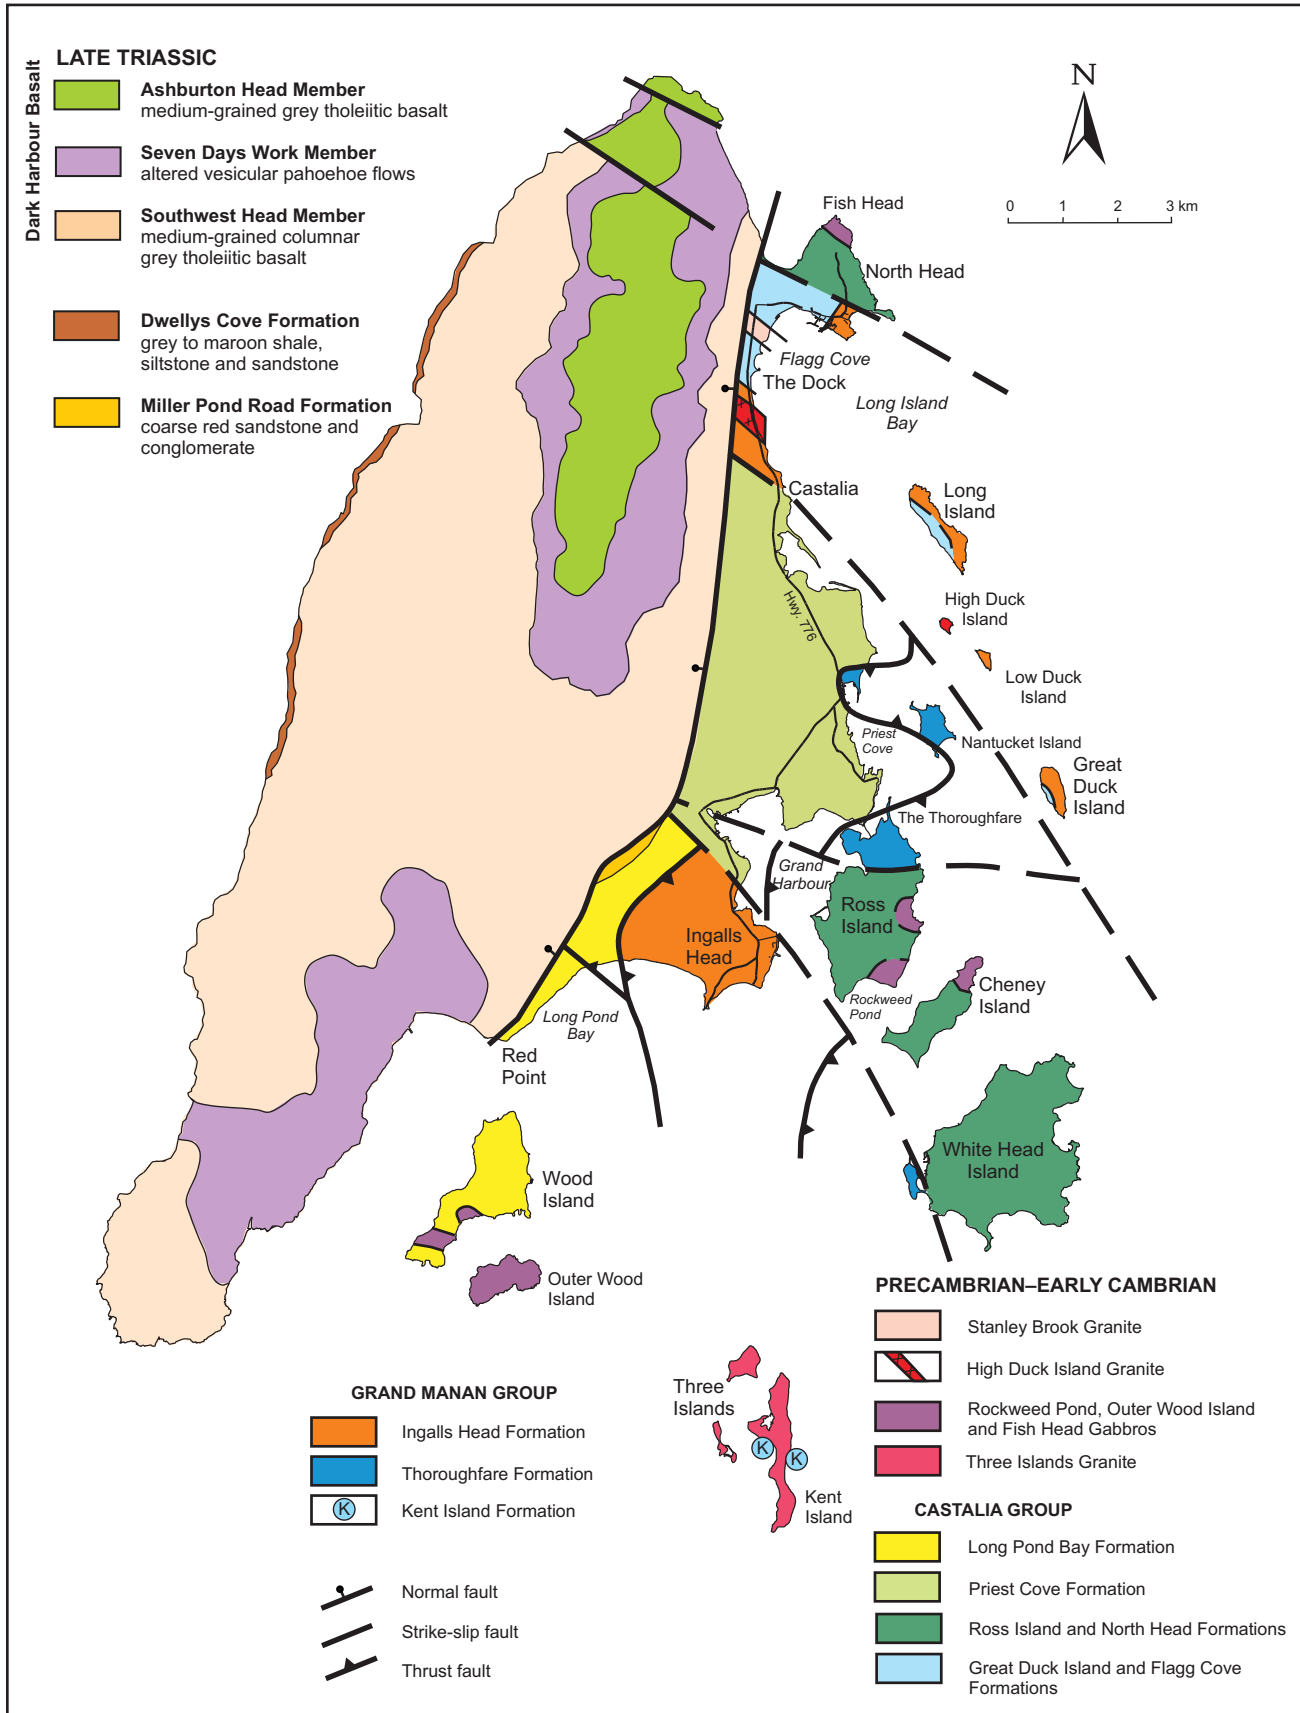 LATE TRIASSIC
Dark Harbour Basalt
Ashburton Head Member
medium-grained grey tholeiitic basalt
Seven Days Work Member
altered vesicular pahoehoe flows
Southwest Head Member
medium-grained columnar
grey tholeiitic basalt
Dwellys Cove Formation
grey to maroon shale,
siltstone and sandstone
Miller Pond Road Formation
coarse red sandstone and
conglomerate
N
0 1 2 3 km
Fish Head
North Head
Flagg Cove
The Dock
Long Island
Bay
Castalia
Long
Island
Hwy. 776
High Duck
Island
Low Duck
Island
Priest
Cove
Nantucket Island
Great
Duck
Island
The Thoroughfare
Grand
Harbour
Ross
Island
Ingalls
Head
Rockweed
Pond
Cheney
Island
Long Pond
Bay
Red
Point
White Head
Island
Wood
Island
Outer Wood
Island
Three
Islands
K
K
Kent
Island
GRAND MANAN GROUP
Ingalls Head Formation
Thoroughfare Formation
K
Kent Island Formation
Normal fault
Strike-slip fault
Thrust fault
PRECAMBRIAN–EARLY CAMBRIAN
Stanley Brook Granite
High Duck Island Granite
Rockweed Pond, Outer Wood Island
and Fish Head Gabbros
Three Islands Granite
CASTALIA GROUP
Long Pond Bay Formation
Priest Cove Formation
Ross Island and North Head Formations
Great Duck Island and Flagg Cove
Formations